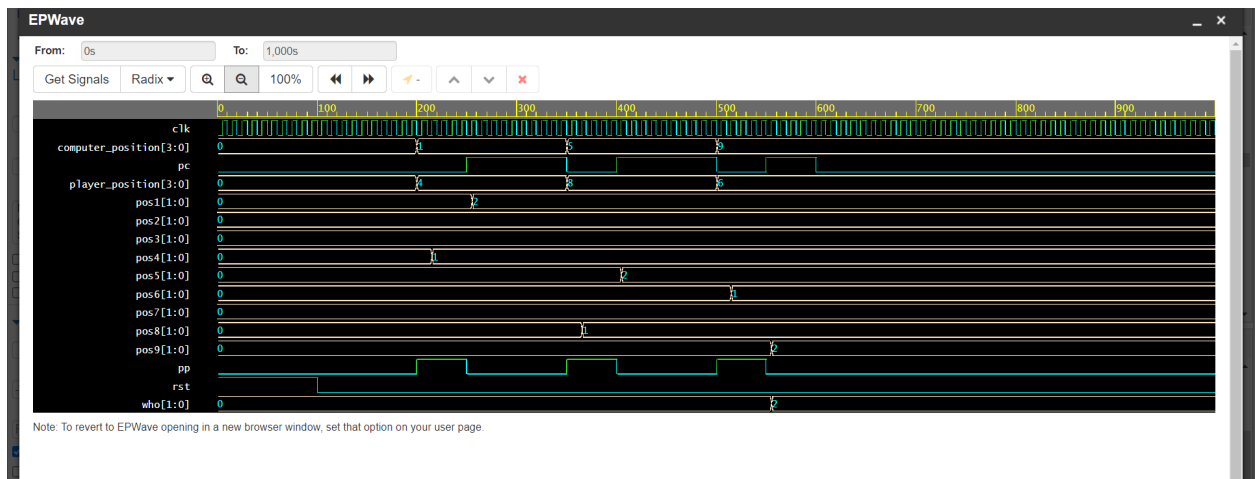 EPWave
From: 0s To: 1,000s
Get Signals Radix 100% -
0 100 200 300 400 500 600 700 800 900
clk
computer_position[3:0] 0 1 5 9
pc
player_position[3:0] 0 4 8 6
pos1[1:0] 0 2
pos2[1:0] 0
pos3[1:0] 0
pos4[1:0] 0 1
pos5[1:0] 0 2
pos6[1:0] 0 1
pos7[1:0] 0
pos8[1:0] 0 1
pos9[1:0] 0 2
pp
rst
who[1:0] 0 2
Note: To revert to EPWave opening in a new browser window, set that option on your user page.